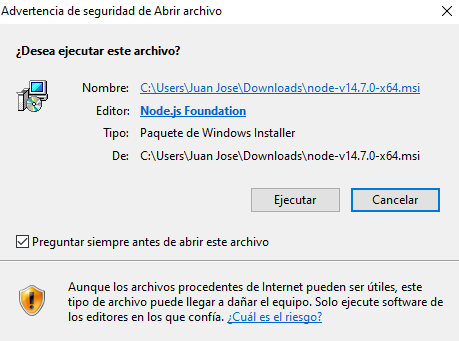 Advertencia de seguridad de Abrir archivo
¿Desea ejecutar este archivo?
Nombre: C:\Users\Juan Jose\Downloads\node-v14.7.0-x64.msi
Editor: Node.js Foundation
Tipo: Paquete de Windows Installer
De: C:\Users\Juan Jose\Downloads\node-v14.7.0-x64.msi
Ejecutar Cancelar
Preguntar siempre antes de abrir este archivo
Aunque los archivos procedentes de Internet pueden ser útiles, este
tipo de archivo puede llegar a dañar el equipo. Solo ejecute software de
los editores en los que confía. ¿Cuál es el riesgo?